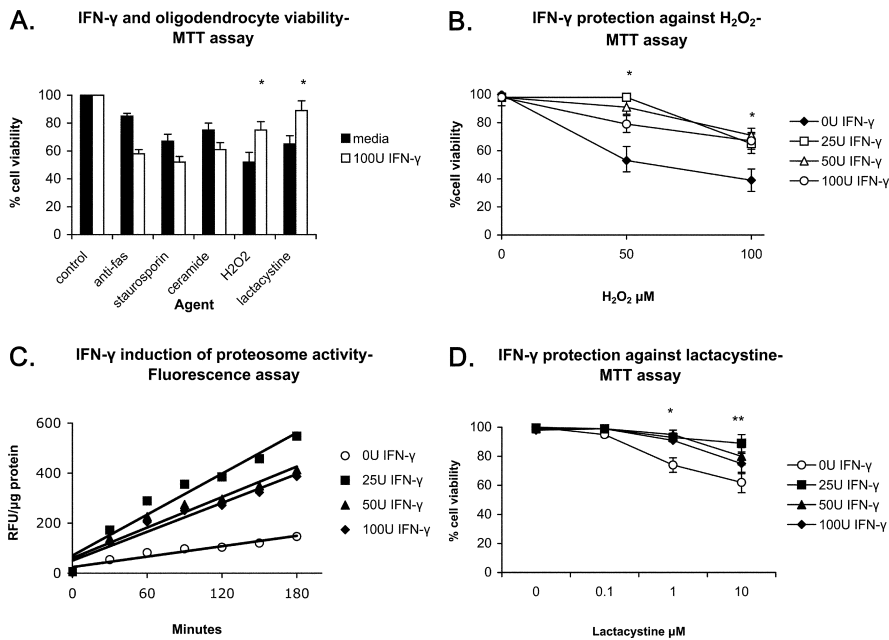 A.
IFN-γ and oligodendrocyte viability-
MTT assay
% cell viability
120
100
80
60
40
20
0
*
*
control
anti-fas
staurosporin
ceramide
H2O2
lactacystine
Agent
media
100U IFN-γ
B.
IFN-γ protection against H₂O₂-
MTT assay
%cell viability
100
80
60
40
20
0
*
*
0
50
100
H₂O₂ µM
0U IFN-γ
25U IFN-γ
50U IFN-γ
100U IFN-γ
C.
IFN-γ induction of proteosome activity-
Fluorescence assay
RFU/µg protein
600
400
200
0
0
60
120
180
Minutes
0U IFN-γ
25U IFN-γ
50U IFN-γ
100U IFN-γ
D.
IFN-γ protection against lactacystine-
MTT assay
% cell viability
100
80
60
40
20
0
*
**
0
0.1
1
10
Lactacystine µM
0U IFN-γ
25U IFN-γ
50U IFN-γ
100U IFN-γ